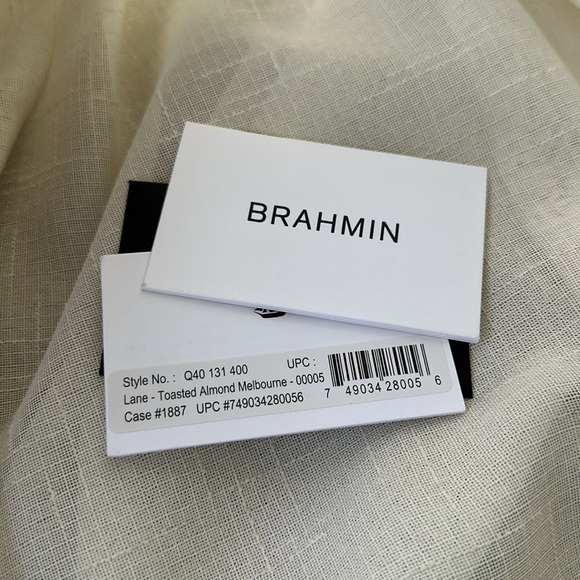 BRAHMIN
Style No. : Q40 131 400 UPC :
Lane - Toasted Almond Melbourne - 00005
Case #1887 UPC #749034280056
7 49034 28005 6